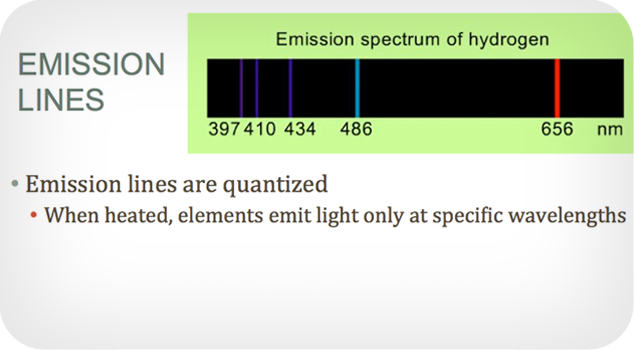 EMISSION
LINES
Emission spectrum of hydrogen
397 410 434 486 656 nm
• Emission lines are quantized
• When heated, elements emit light only at specific wavelengths